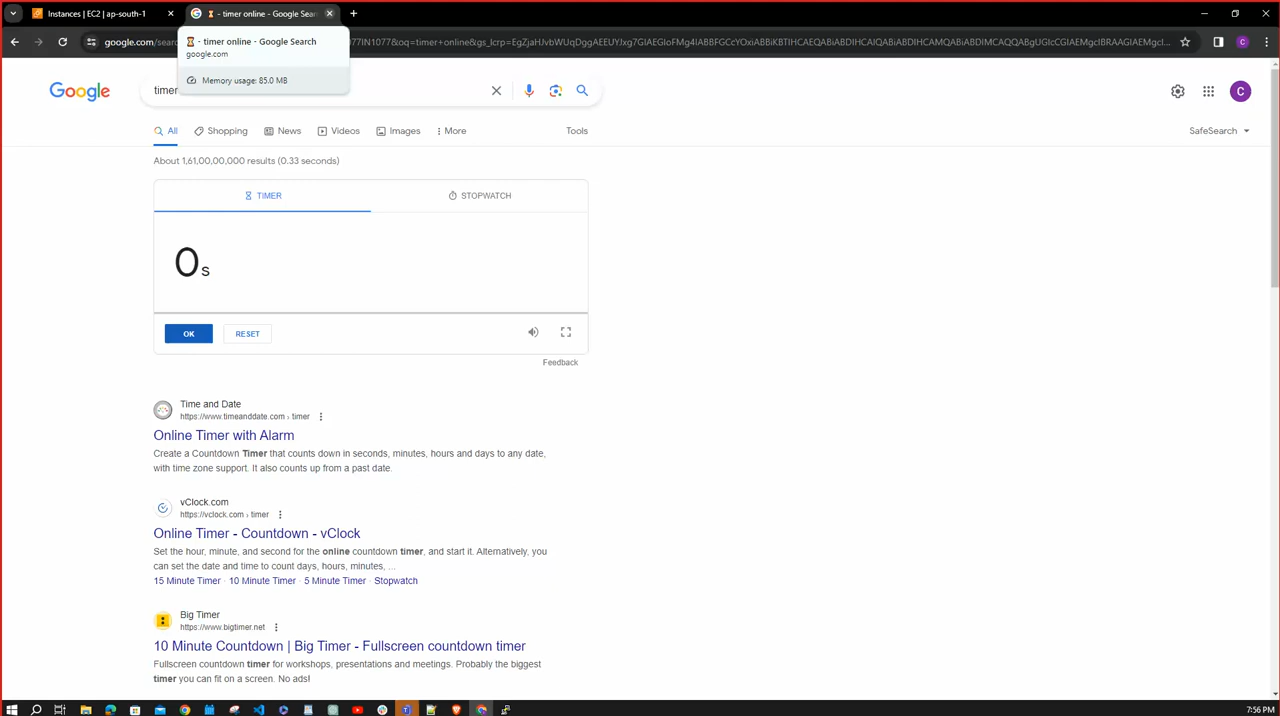 Instances | EC2 | ap-south-1
- timer online - Google Sear
- timer online - Google Search
google.com
Memory usage: 85.0 MB
Google
timer
All
Shopping
News
Videos
Images
More
Tools
SafeSearch
C
About 1,61,00,00,000 results (0.33 seconds)
TIMER
STOPWATCH
0s
OK
RESET
Feedback
Time and Date
https://www.timeanddate.com › timer
Online Timer with Alarm
Create a Countdown Timer that counts down in seconds, minutes, hours and days to any date,
with time zone support. It also counts up from a past date.
vClock.com
https://vclock.com › timer
Online Timer - Countdown - vClock
Set the hour, minute, and second for the online countdown timer, and start it. Alternatively, you
can set the date and time to count days, hours, minutes, ...
15 Minute Timer · 10 Minute Timer · 5 Minute Timer · Stopwatch
Big Timer
https://www.bigtimer.net
10 Minute Countdown | Big Timer - Fullscreen countdown timer
Fullscreen countdown timer for workshops, presentations and meetings. Probably the biggest
timer you can fit on a screen. No ads!
7:56 PM